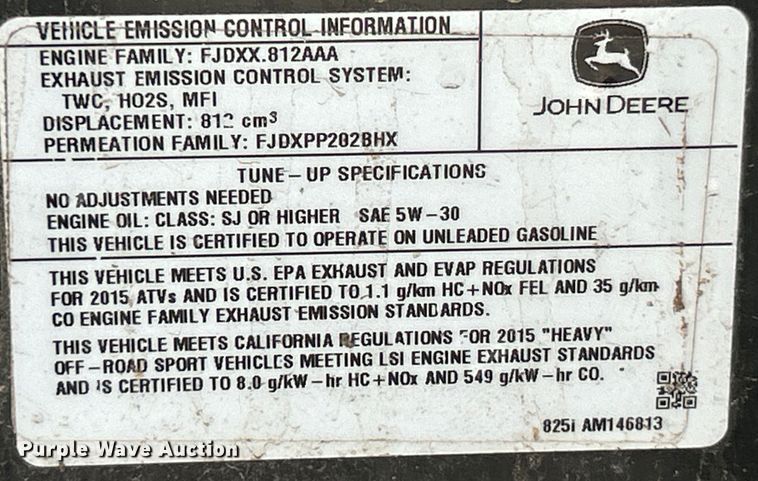 VEHICLE EMISSION CONTROL INFORMATION
ENGINE FAMILY: FJDXX.812AAA
EXHAUST EMISSION CONTROL SYSTEM:
TWC, HO2S, MFI
DISPLACEMENT: 812 cm³
PERMEATION FAMILY: FJDXPP202BHX
JOHN DEERE
TUNE-UP SPECIFICATIONS
NO ADJUSTMENTS NEEDED
ENGINE OIL: CLASS: SJ OR HIGHER SAE 5W-30
THIS VEHICLE IS CERTIFIED TO OPERATE ON UNLEADED GASOLINE
THIS VEHICLE MEETS U.S. EPA EXHAUST AND EVAP REGULATIONS
FOR 2015 ATVs AND IS CERTIFIED TO 1.1 g/km HC+NOx FEL AND 35 g/km
CO ENGINE FAMILY EXHAUST EMISSION STANDARDS.
THIS VEHICLE MEETS CALIFORNIA REGULATIONS FOR 2015 "HEAVY"
OFF-ROAD SPORT VEHICLES MEETING LSI ENGINE EXHAUST STANDARDS
AND IS CERTIFIED TO 8.0 g/kW-hr HC+NOx AND 549 g/kW-hr CO.
825i AM146813
Purple Wave Auction